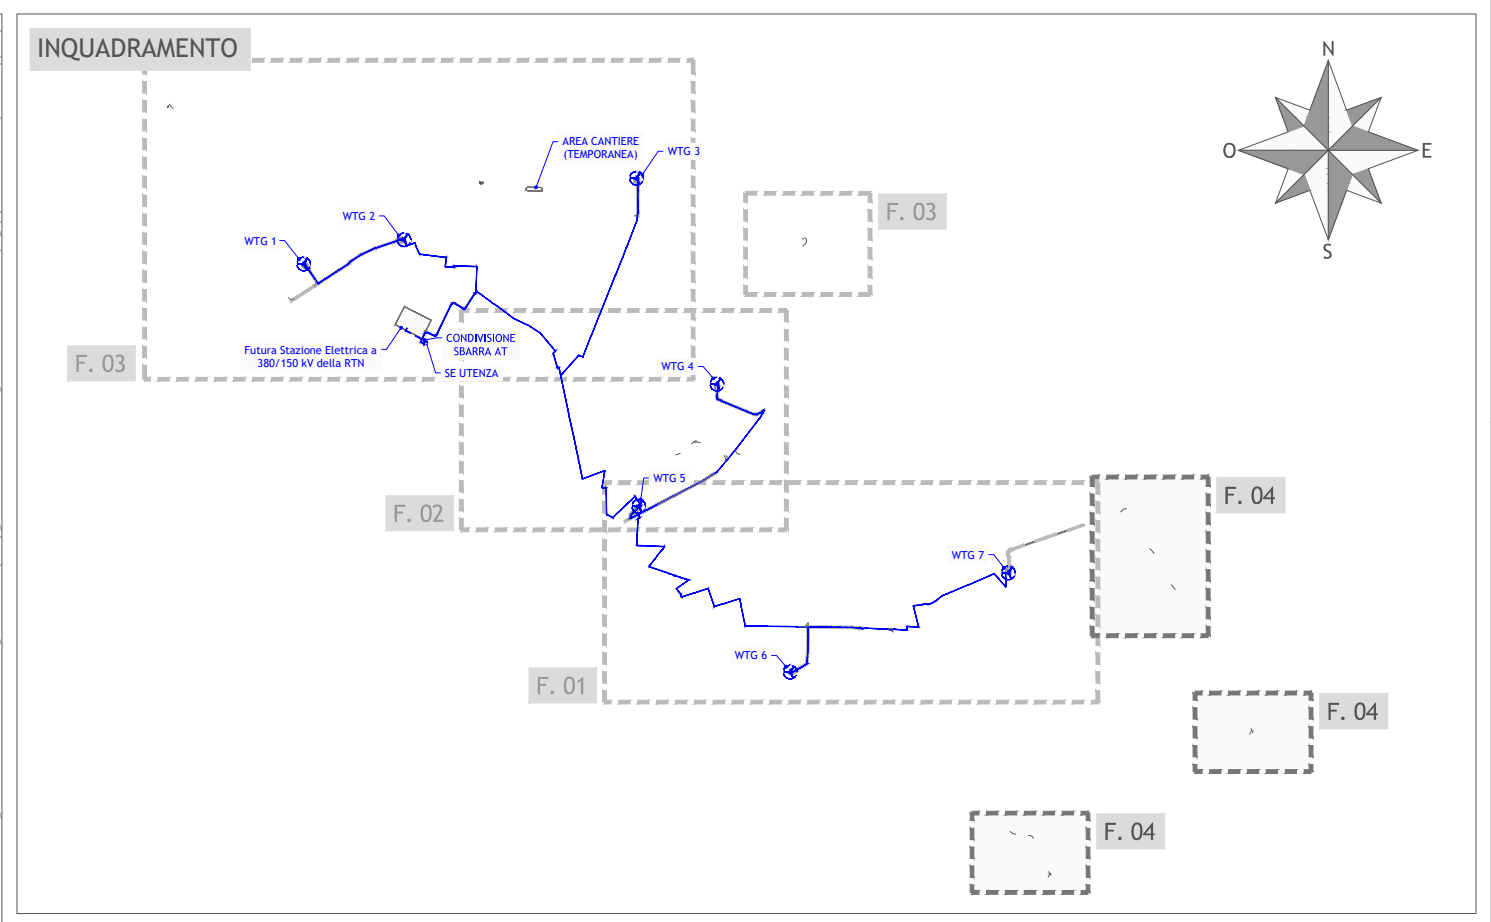 INQUADRAMENTO
N
O
E
S
AREA CANTIERE
(TEMPORANEA)
WTG 3
WTG 2
WTG 1
F. 03
Futura Stazione Elettrica a
380/150 kV della RTN
CONDIVISIONE
SBARRA AT
SE UTENZA
F. 03
WTG 4
WTG 5
F. 02
F. 04
WTG 7
WTG 6
F. 01
F. 04
F. 04